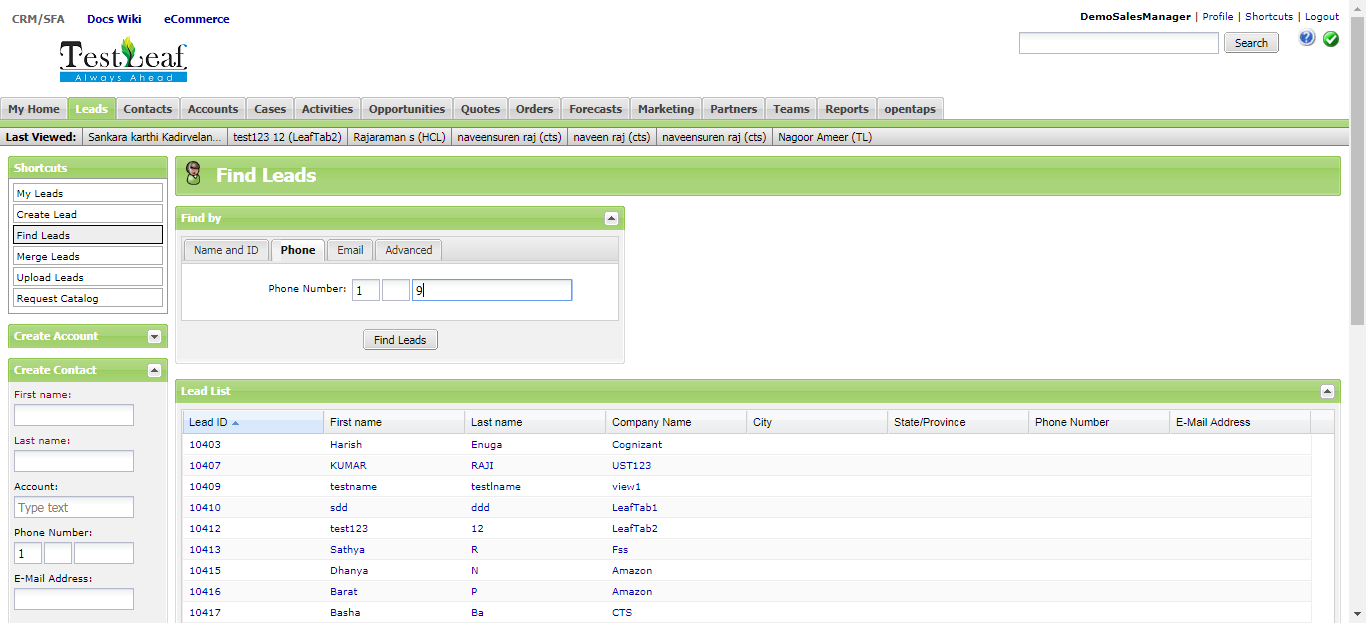 CRM/SFA Docs Wiki eCommerce
DemoSalesManager | Profile | Shortcuts | Logout
TestLeaf
Always Ahead
Search
?
My Home Leads Contacts Accounts Cases Activities Opportunities Quotes Orders Forecasts Marketing Partners Teams Reports opentaps
Last Viewed: Sankara karthi Kadirvelan... test123 12 (LeafTab2) Rajaraman s (HCL) naveensuren raj (cts) naveen raj (cts) naveensuren raj (cts) Nagoor Ameer (TL)
Shortcuts
My Leads
Create Lead
Find Leads
Merge Leads
Upload Leads
Request Catalog
Create Account
Create Contact
First name:
Last name:
Account:
Type text
Phone Number:
1
E-Mail Address:
Find Leads
Find by
Name and ID Phone Email Advanced
Phone Number: 1 9
Find Leads
Lead List
Lead ID First name Last name Company Name City State/Province Phone Number E-Mail Address
10403 Harish Enuga Cognizant
10407 KUMAR RAJI UST123
10409 testname testlname view1
10410 sdd ddd LeafTab1
10412 test123 12 LeafTab2
10413 Sathya R Fss
10415 Dhanya N Amazon
10416 Barat P Amazon
10417 Basha Ba CTS